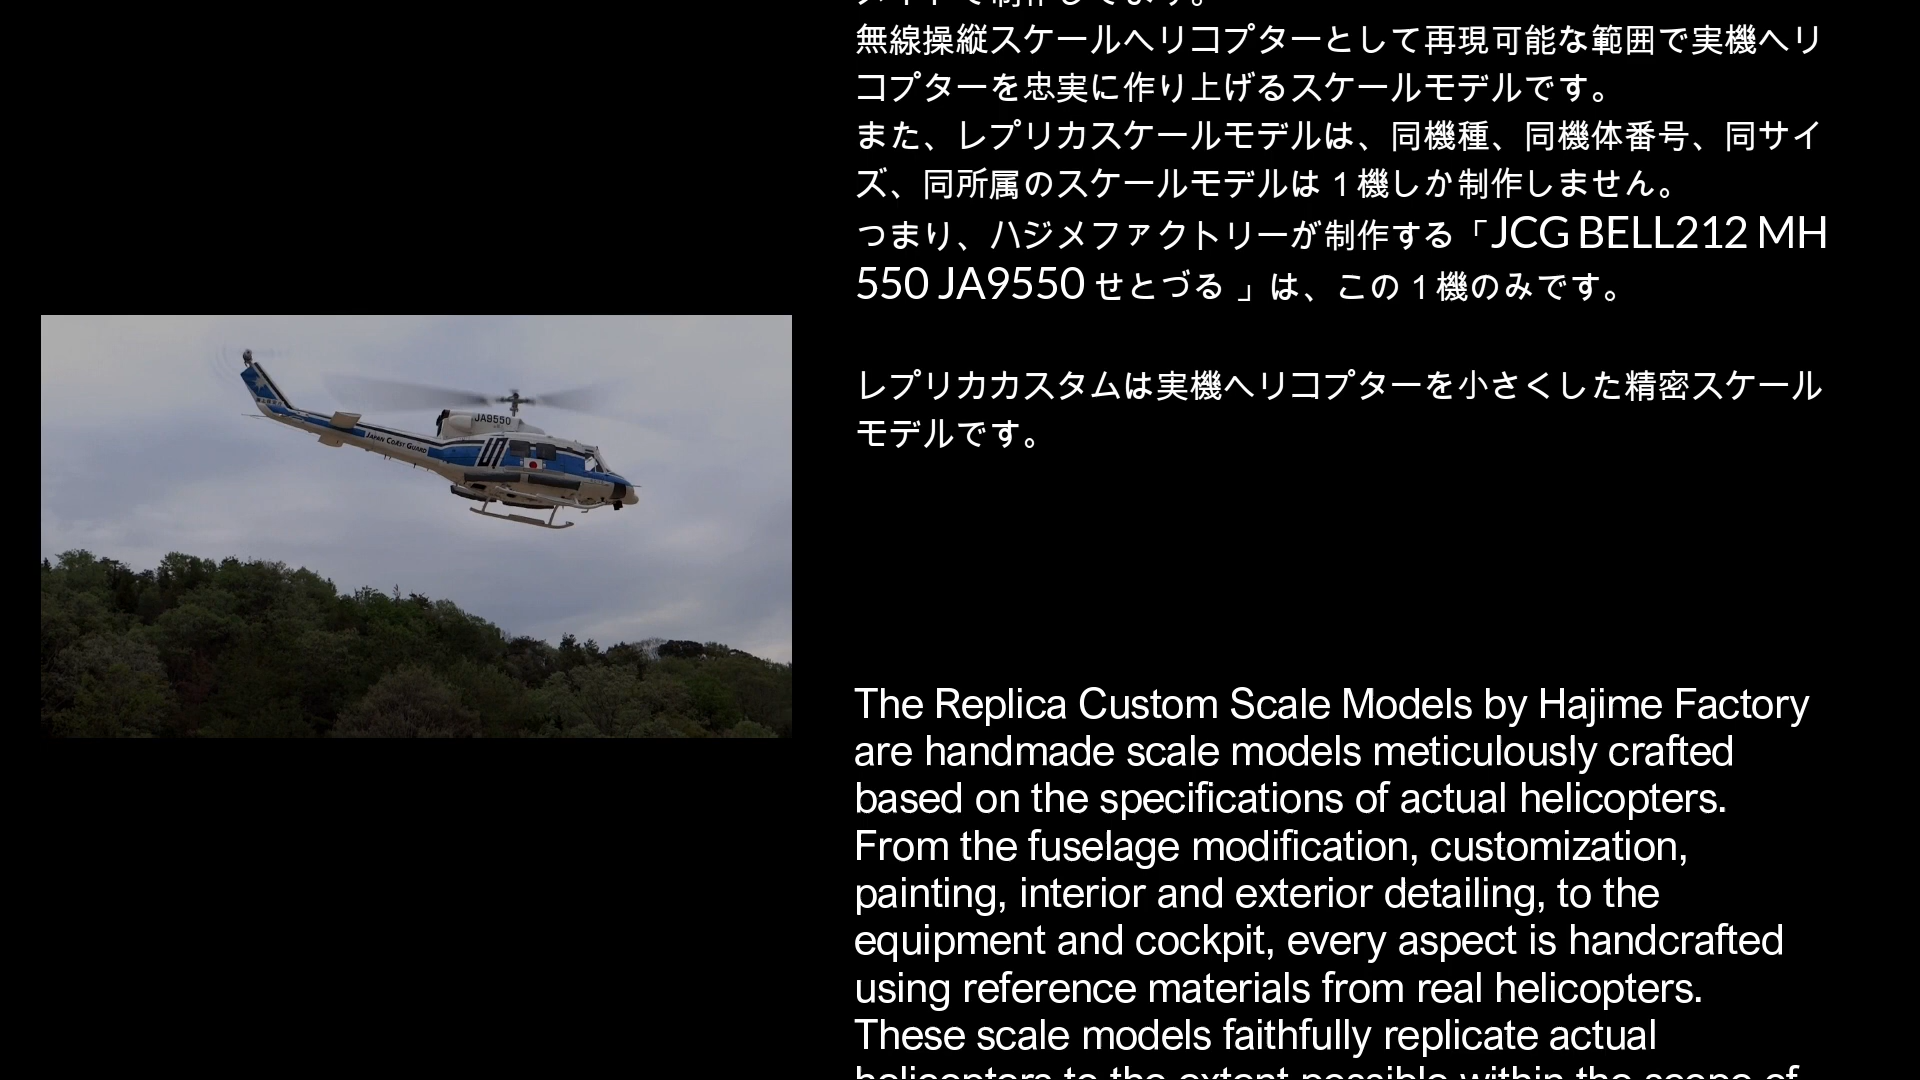 無線操縦スケールヘリコプターとして再現可能な範囲で実機ヘリ
コプターを忠実に作り上げるスケールモデルです。
また、レプリカスケールモデルは、同機種、同機体番号、同サイ
ズ、同所属のスケールモデルは 1 機しか制作しません。
つまり、ハジメファクトリーが制作する「JCG BELL212 MH
550 JA9550 せとづる 」は、この 1 機のみです。
レプリカカスタムは実機ヘリコプターを小さくした精密スケール
モデルです。
JA9550
JAPAN COAST GUARD
The Replica Custom Scale Models by Hajime Factory
are handmade scale models meticulously crafted
based on the specifications of actual helicopters.
From the fuselage modification, customization,
painting, interior and exterior detailing, to the
equipment and cockpit, every aspect is handcrafted
using reference materials from real helicopters.
These scale models faithfully replicate actual
helicopters to the extent possible within the scope of